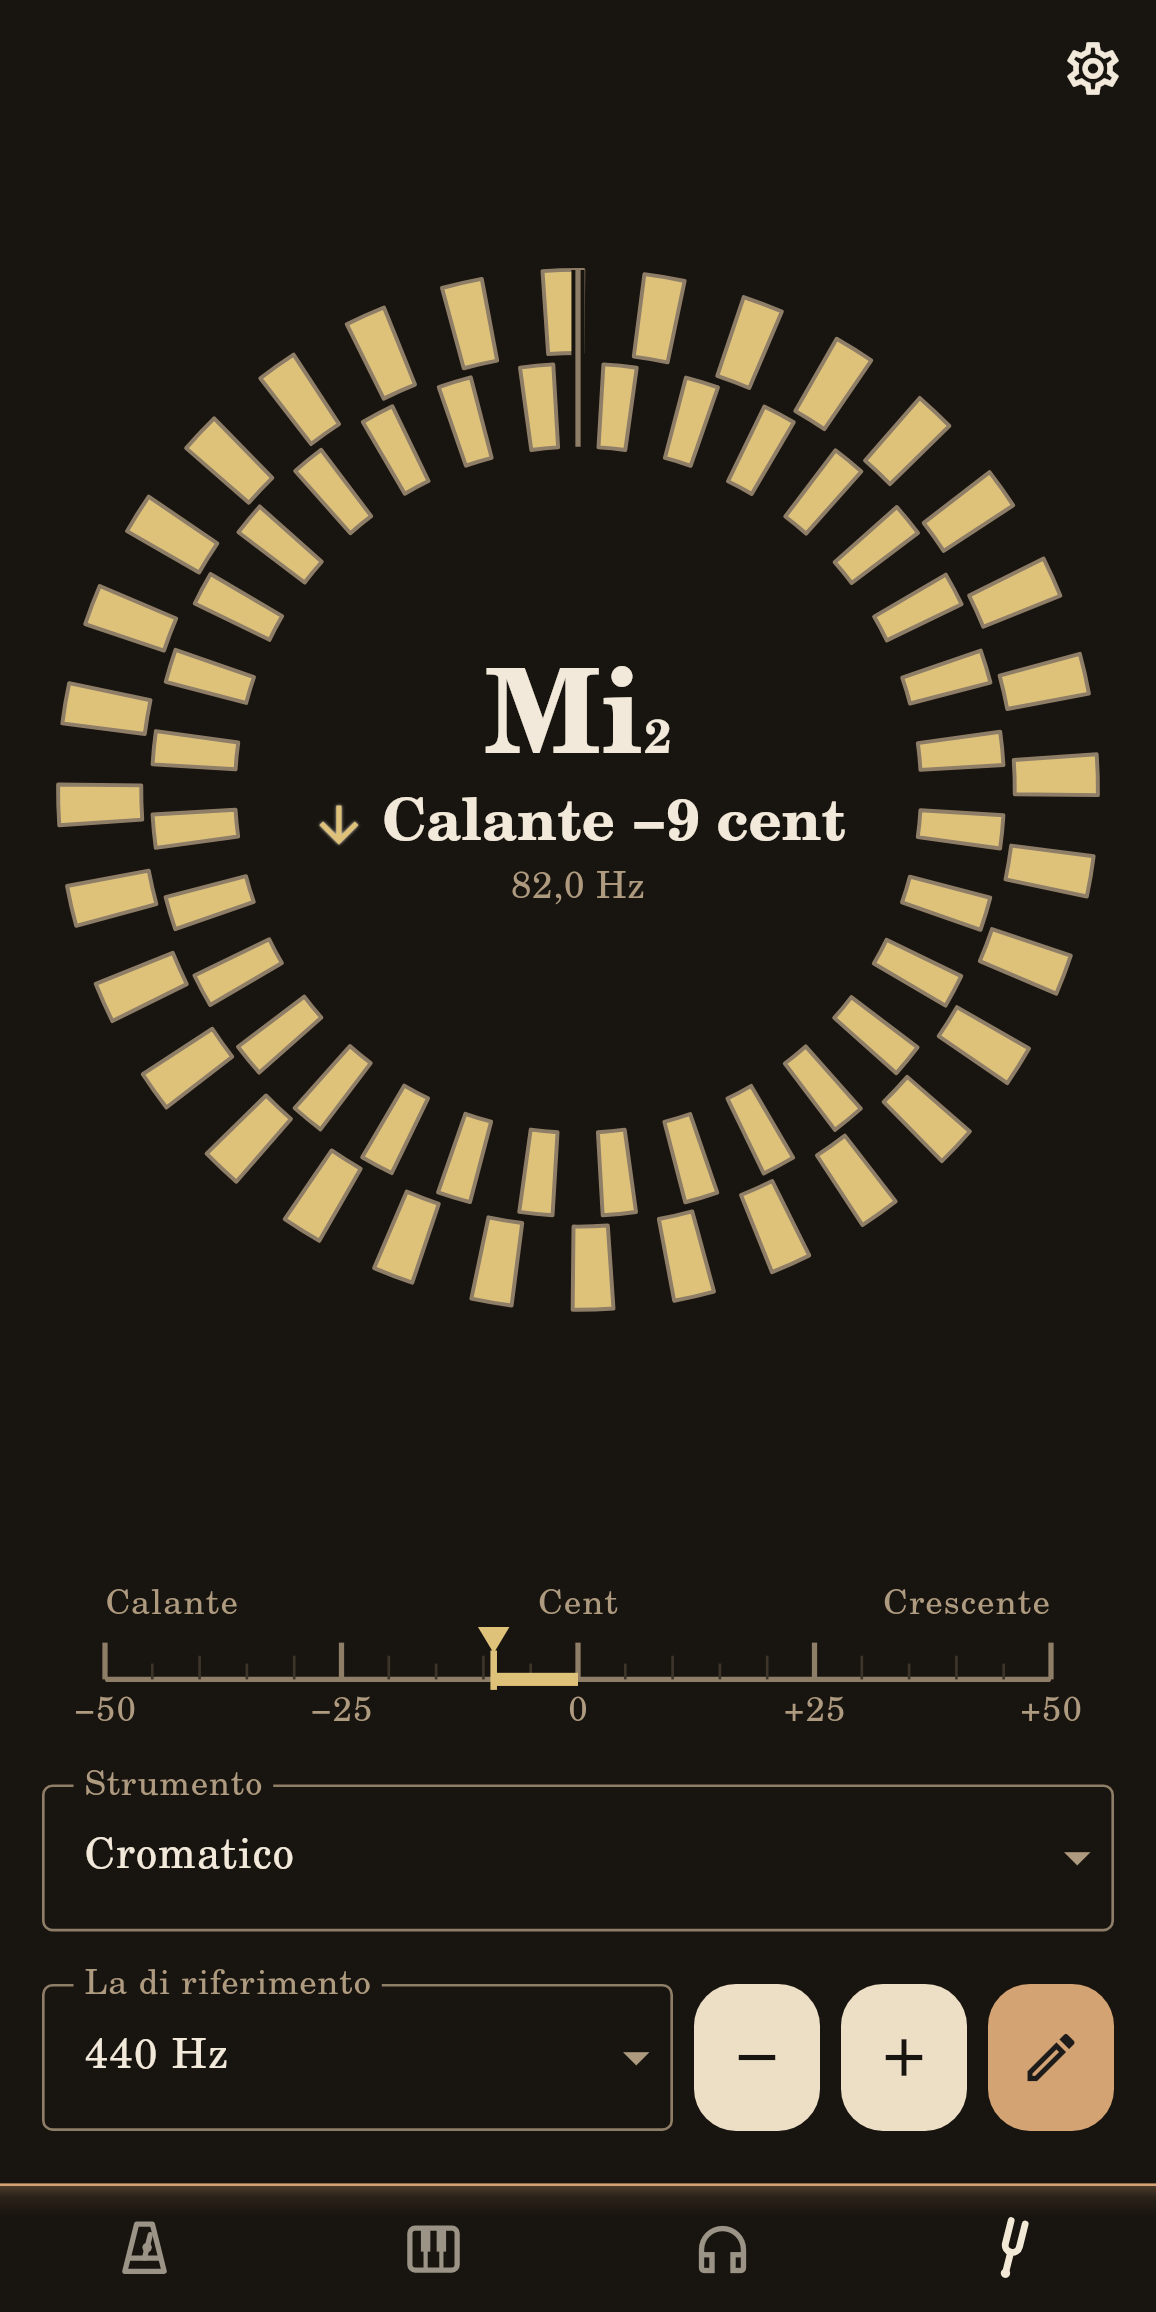 Mi2
Calante −9 cent
82,0 Hz
Calante Cent Crescente
−50 −25 0 +25 +50
Strumento
Cromatico
La di riferimento
440 Hz